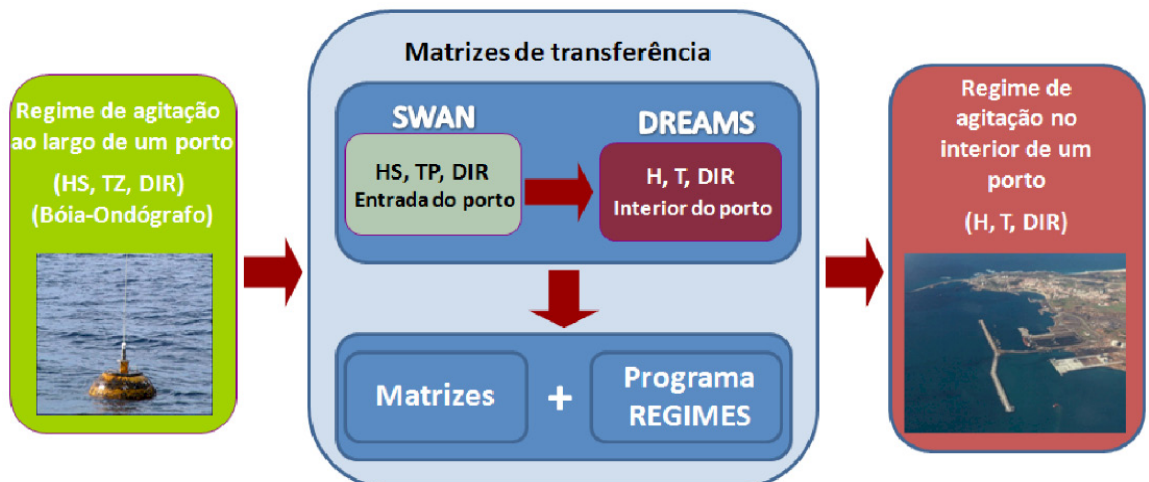 Regime de agitação
ao largo de um porto
(HS, TZ, DIR)
(Bóia-Ondógrafo)
Matrizes de transferência
SWAN
HS, TP, DIR
Entrada do porto
DREAMS
H, T, DIR
Interior do porto
Matrizes
+
Programa
REGIMES
Regime de
agitação no
interior de um
porto
(H, T, DIR)